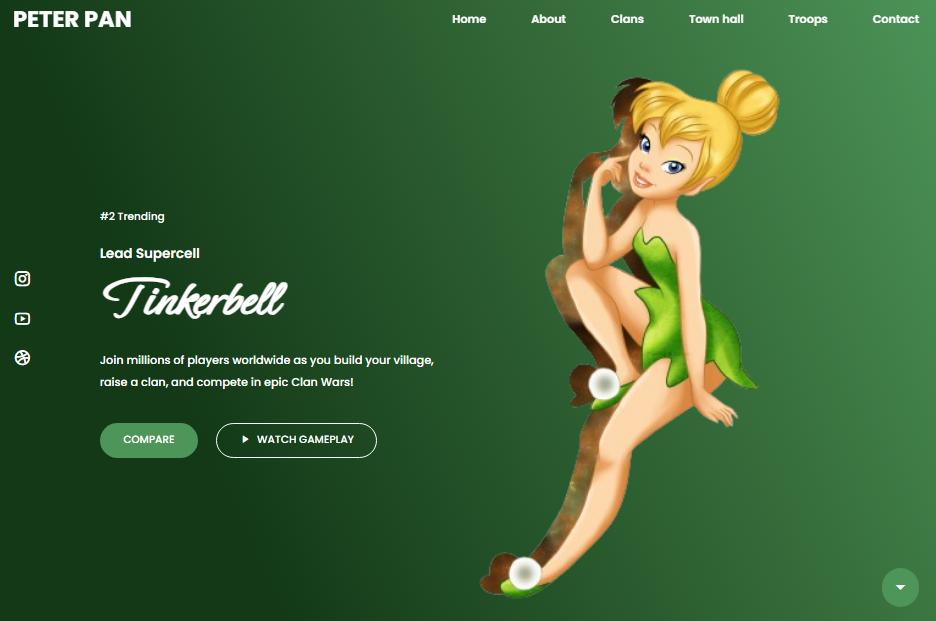 PETER PAN
Home About Clans Town hall Troops Contact
#2 Trending
Lead Supercell
Tinkerbell
Join millions of players worldwide as you build your village,
raise a clan, and compete in epic Clan Wars!
COMPARE
WATCH GAMEPLAY